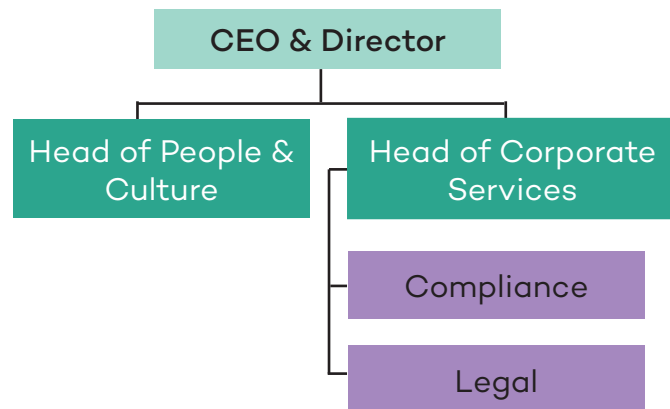 CEO & Director
Head of People &
Culture
Head of Corporate
Services
Compliance
Legal